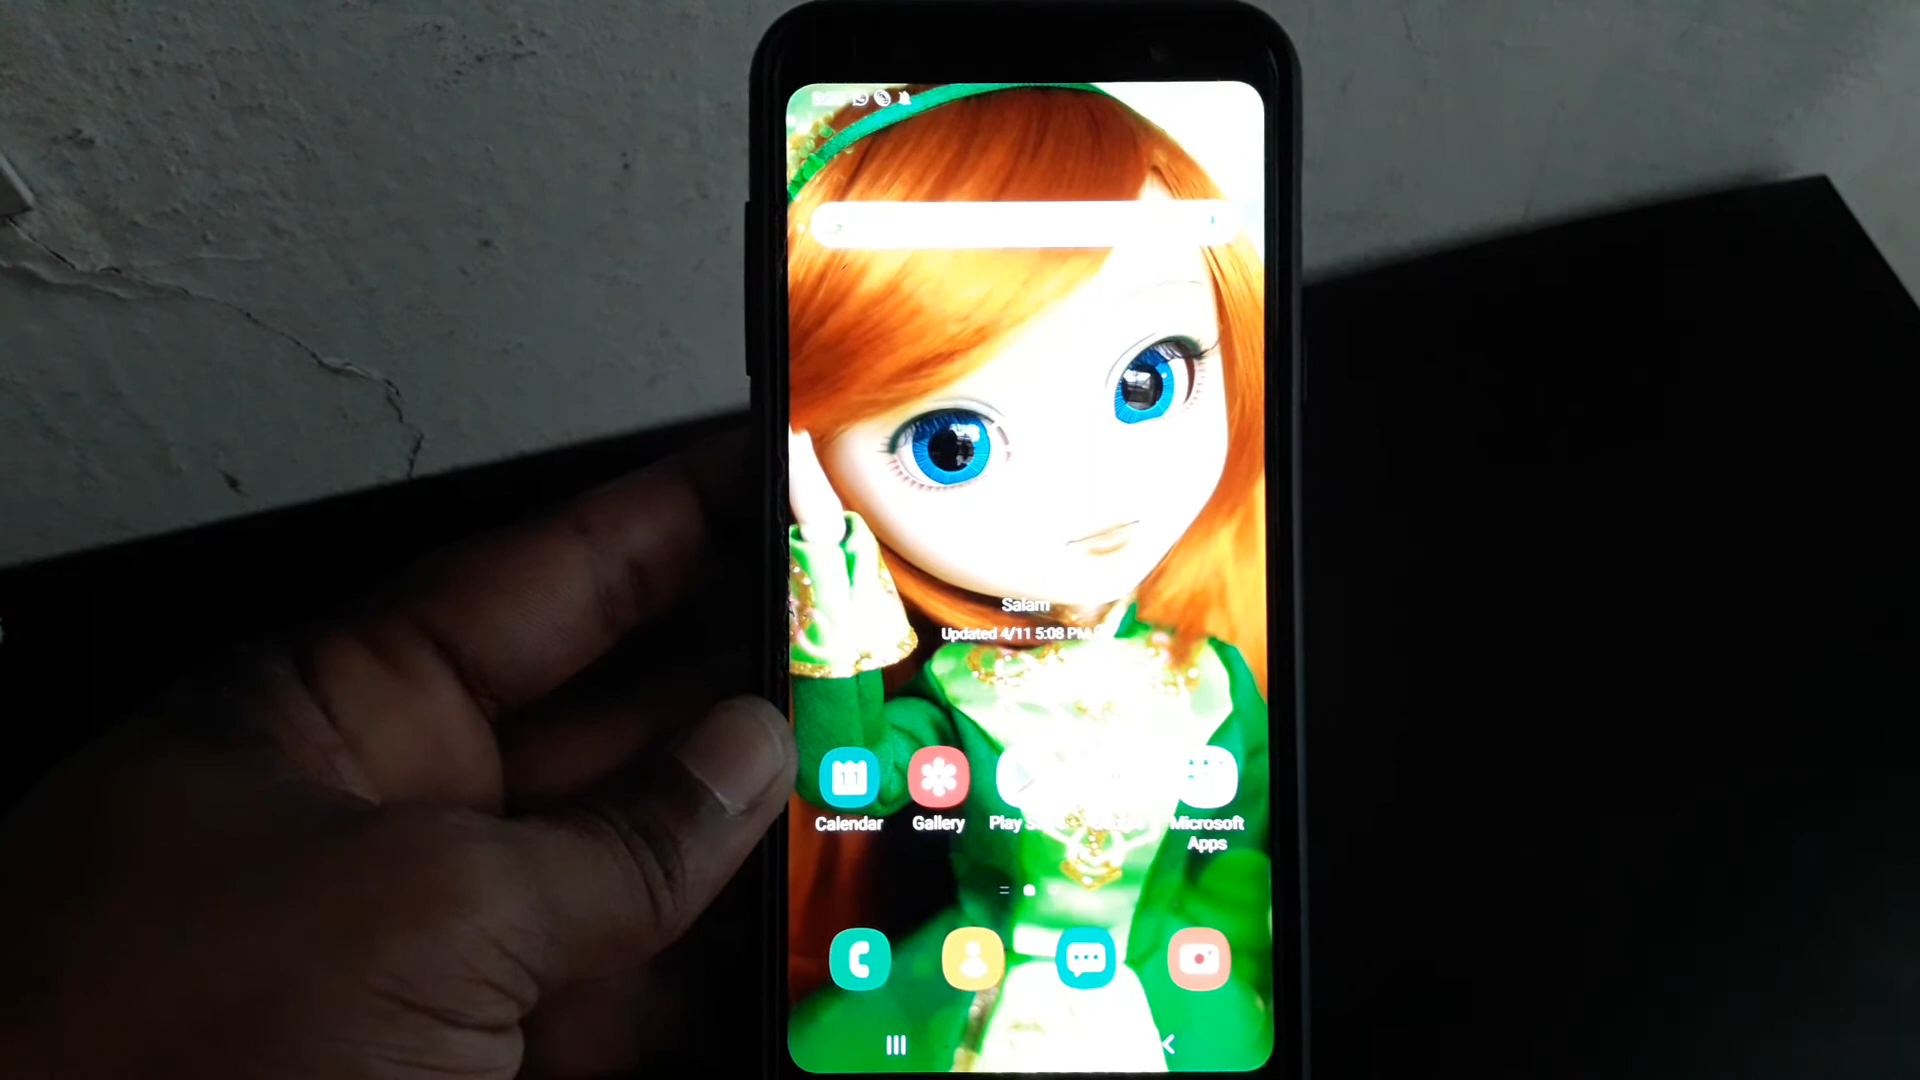 Salam
Updated 4/11 5:08 PM
Calendar
Gallery
Play
Microsoft
Apps